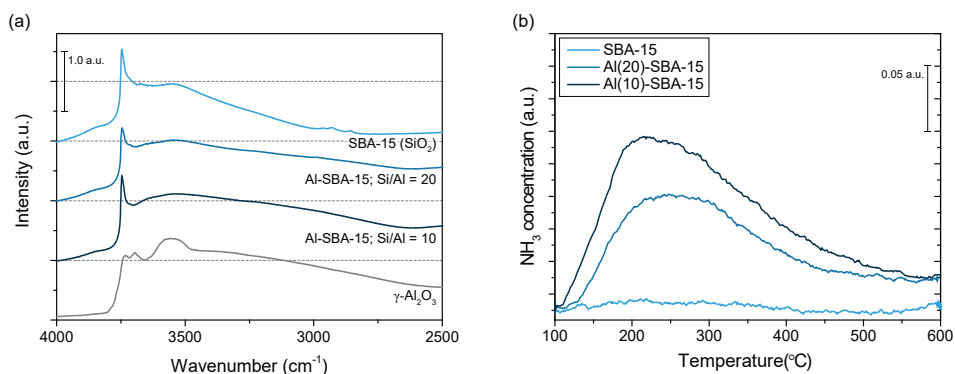 (a)
1.0 a.u.
SBA-15 (SiO₂)
Al-SBA-15; Si/Al = 20
Al-SBA-15; Si/Al = 10
γ-Al₂O₃
Intensity (a.u.)
4000 3500 3000 2500
Wavenumber (cm⁻¹)
(b)
SBA-15
Al(20)-SBA-15
Al(10)-SBA-15
0.05 a.u.
NH₃ concentration (a.u.)
100 200 300 400 500 600
Temperature(°C)